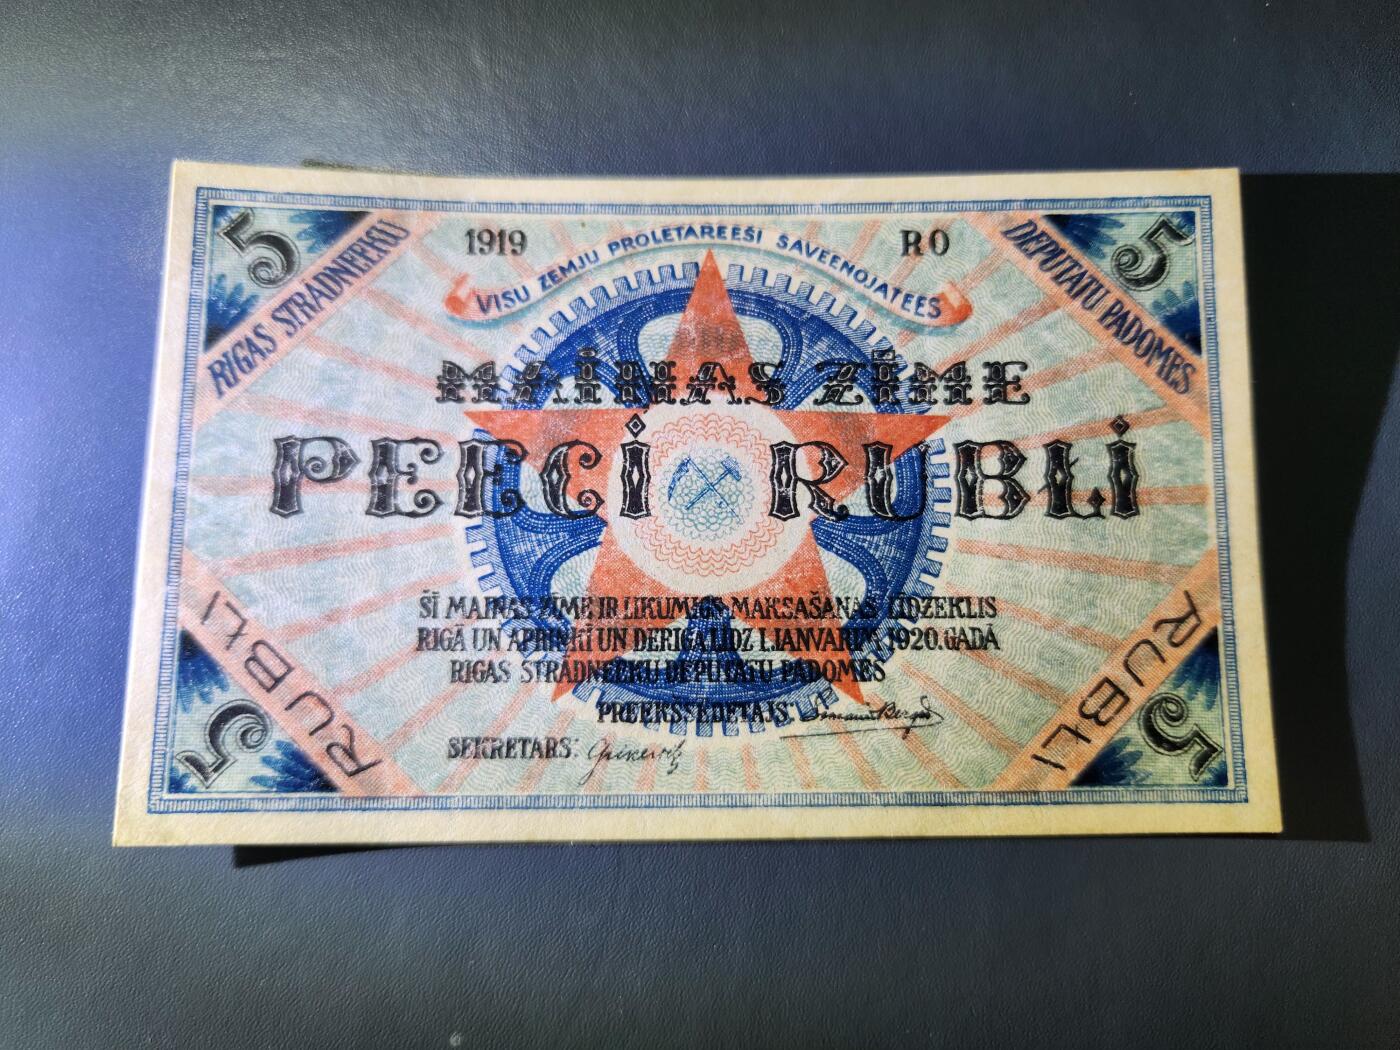 5
RIGAS STRĀDNEEKU
1919
VISU ZEMJU PROLETAREEŠI SAVEENOJATEES
RO
DEPUTATU PADOMES
5
MAIŅAS ZĪME
PEECI RUBLI
ŠĪ MAIŅAS ZĪME IR LIKUMIGS MAKSAŠANAS LIDZEKLIS
RIGĀ UN APRIŅĶĪ UN DERIGA LĪDZ 1. JANVARIM 1920. GADĀ
RIGAS STRĀDNEEKU DEPUTATU PADOMES
PREEKSSEDETAJS:
SEKRETARS:
RUBLI
5
RUBLI
5